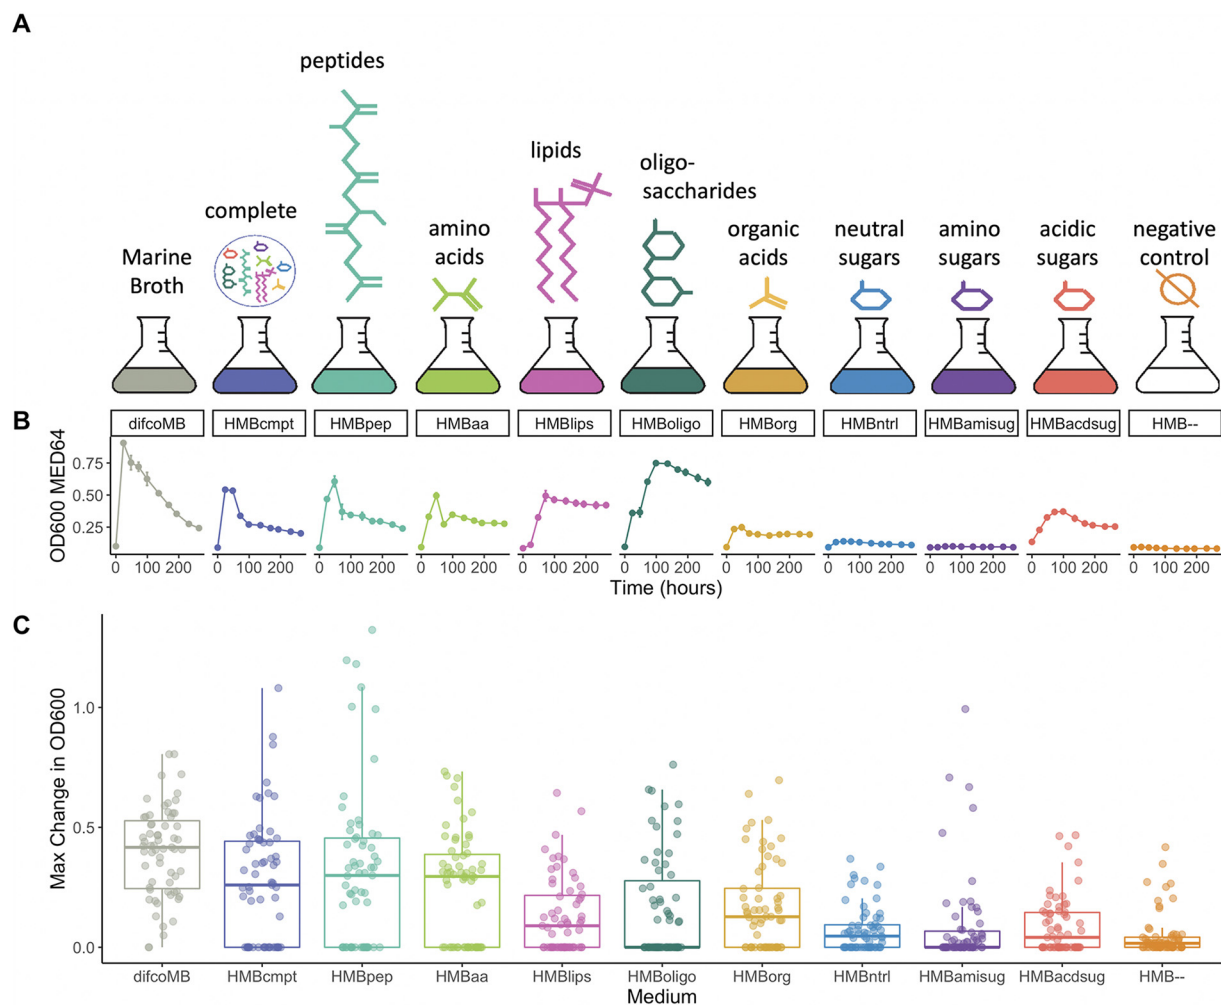 A
peptides
lipids
oligo-
saccharides
complete
Marine
Broth
amino
acids
organic
acids
neutral
sugars
amino
sugars
acidic
sugars
negative
control
B
difcoMB HMBcmpt HMBpep HMBaa HMBlips HMBoligo HMBorg HMBntrl HMBamisug HMBacdsug HMB--
OD600 MED64
0.75
0.50
0.25
0 100 200 0 100 200 0 100 200 0 100 200 0 100 200 0 100 200 0 100 200 0 100 200 0 100 200 0 100 200 0 100 200
Time (hours)
C
Max Change in OD600
1.0
0.5
0.0
difcoMB HMBcmpt HMBpep HMBaa HMBlips HMBoligo HMBorg HMBntrl HMBamisug HMBacdsug HMB--
Medium